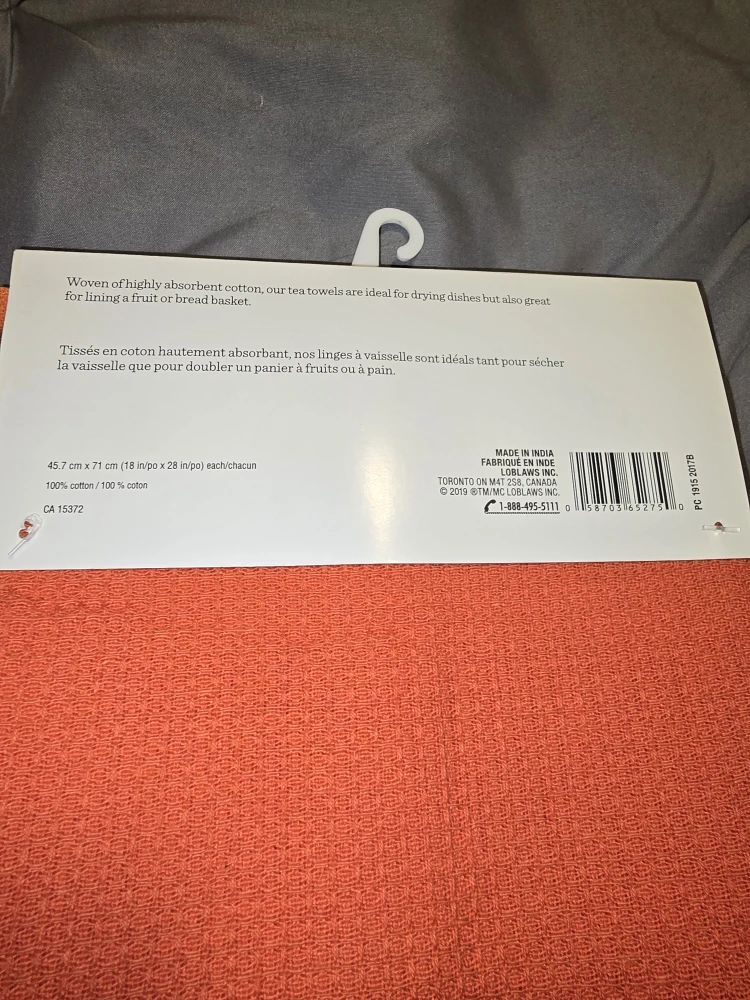 Woven of highly absorbent cotton, our tea towels are ideal for drying dishes but also great
for lining a fruit or bread basket.
Tissés en coton hautement absorbant, nos linges à vaisselle sont idéals tant pour sécher
la vaisselle que pour doubler un panier à fruits ou à pain.
45.7 cm x 71 cm (18 in/po x 28 in/po) each/chacun
100% cotton / 100 % coton
CA 15372
MADE IN INDIA
FABRIQUÉ EN INDE
LOBLAWS INC.
TORONTO ON M4T 2S8, CANADA
© 2019 ®TM/MC LOBLAWS INC.
1-888-495-5111
0 58703 65275 0
PC 1915 2017B